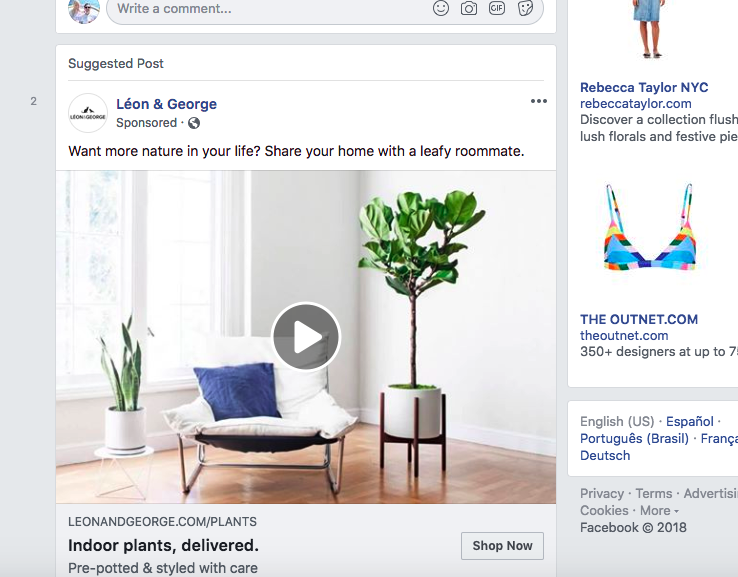 Write a comment...
GIF
Suggested Post
2
LÉON & GEORGE
Léon & George
Sponsored ·
Want more nature in your life? Share your home with a leafy roommate.
LEONANDGEORGE.COM/PLANTS
Indoor plants, delivered.
Pre-potted & styled with care
Shop Now
Rebecca Taylor NYC
rebeccataylor.com
Discover a collection flush
lush florals and festive pie
THE OUTNET.COM
theoutnet.com
350+ designers at up to 75
English (US) · Español ·
Português (Brasil) · França
Deutsch
Privacy · Terms · Advertisi
Cookies · More
Facebook © 2018